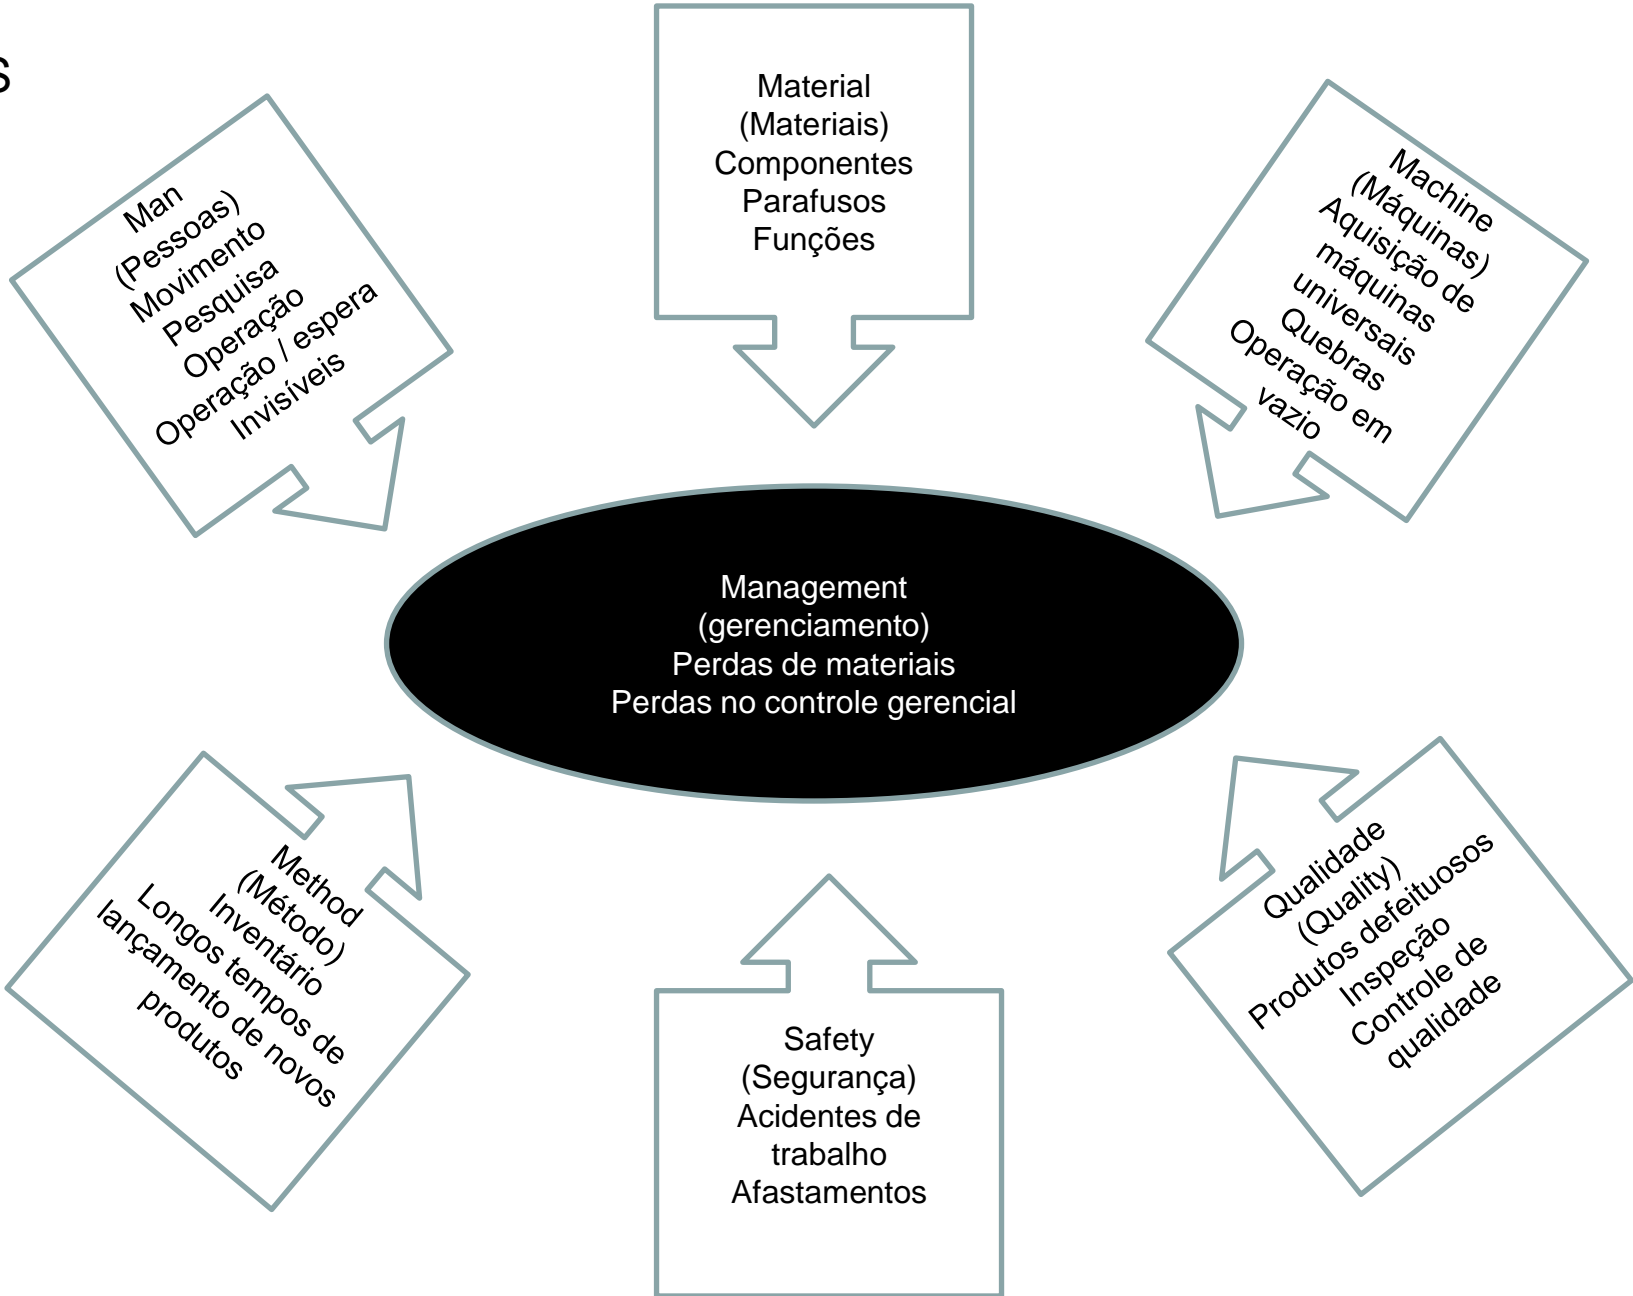 s
Man
(Pessoas)
Movimento
Pesquisa
Operação
Operação / espera
Invisíveis
Material
(Materiais)
Componentes
Parafusos
Funções
Machine
(Máquinas)
Aquisição de
máquinas
universais
Quebras
Operação em
vazio
Management
(gerenciamento)
Perdas de materiais
Perdas no controle gerencial
Method
(Método)
Inventário
Longos tempos de
lançamento de novos
produtos
Safety
(Segurança)
Acidentes de
trabalho
Afastamentos
Qualidade
(Quality)
Produtos defeituosos
Inspeção
Controle de
qualidade